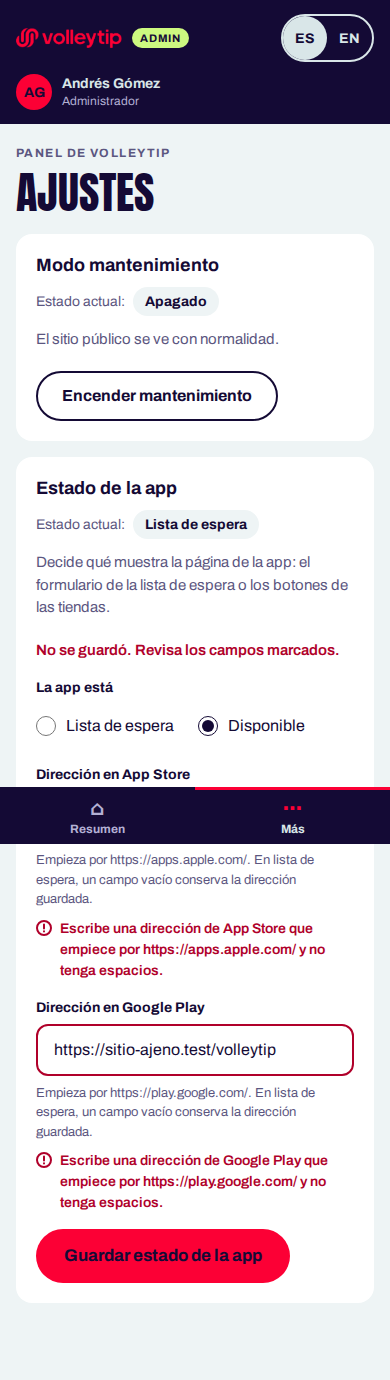 volleytip ADMIN ES EN
AG Andrés Gómez
Administrador
PANEL DE VOLLEYTIP
AJUSTES
Modo mantenimiento
Estado actual: Apagado
El sitio público se ve con normalidad.
Encender mantenimiento
Estado de la app
Estado actual: Lista de espera
Decide qué muestra la página de la app: el
formulario de la lista de espera o los botones de
las tiendas.
No se guardó. Revisa los campos marcados.
La app está
Lista de espera Disponible
Dirección en App Store
Resumen Más
Empieza por https://apps.apple.com/. En lista de
espera, un campo vacío conserva la dirección
guardada.
Escribe una dirección de App Store que
empiece por https://apps.apple.com/ y no
tenga espacios.
Dirección en Google Play
https://sitio-ajeno.test/volleytip
Empieza por https://play.google.com/. En lista de
espera, un campo vacío conserva la dirección
guardada.
Escribe una dirección de Google Play que
empiece por https://play.google.com/ y no
tenga espacios.
Guardar estado de la app